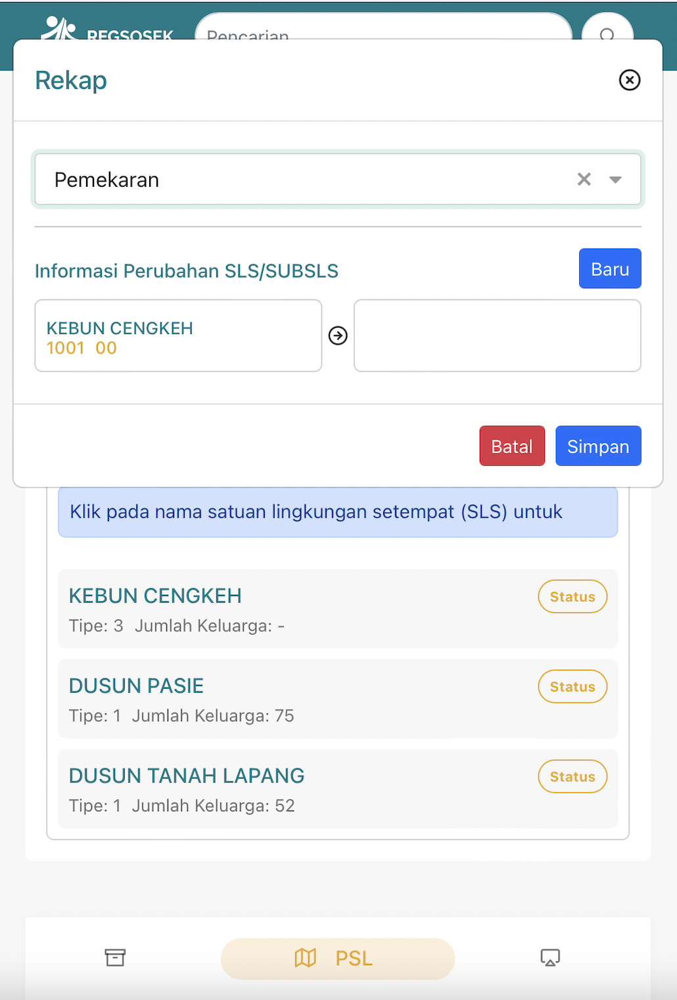 REGSOSEK
Pencarian
Rekap
Pemekaran
Informasi Perubahan SLS/SUBSLS
Baru
KEBUN CENGKEH
1001 00
Batal
Simpan
Klik pada nama satuan lingkungan setempat (SLS) untuk
KEBUN CENGKEH
Status
Tipe: 3 Jumlah Keluarga: -
DUSUN PASIE
Status
Tipe: 1 Jumlah Keluarga: 75
DUSUN TANAH LAPANG
Status
Tipe: 1 Jumlah Keluarga: 52
PSL